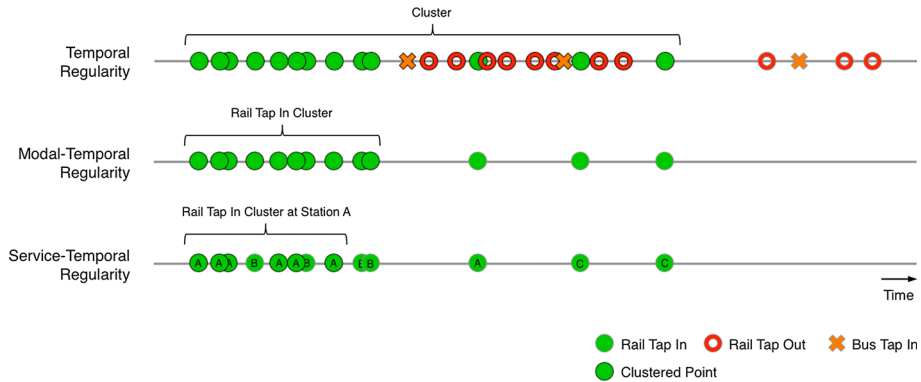 Cluster
Temporal
Regularity
Rail Tap In Cluster
Modal-Temporal
Regularity
Rail Tap In Cluster at Station A
Service-Temporal
Regularity
A A A B A A B A B B A C C
Time
Rail Tap In Rail Tap Out Bus Tap In
Clustered Point